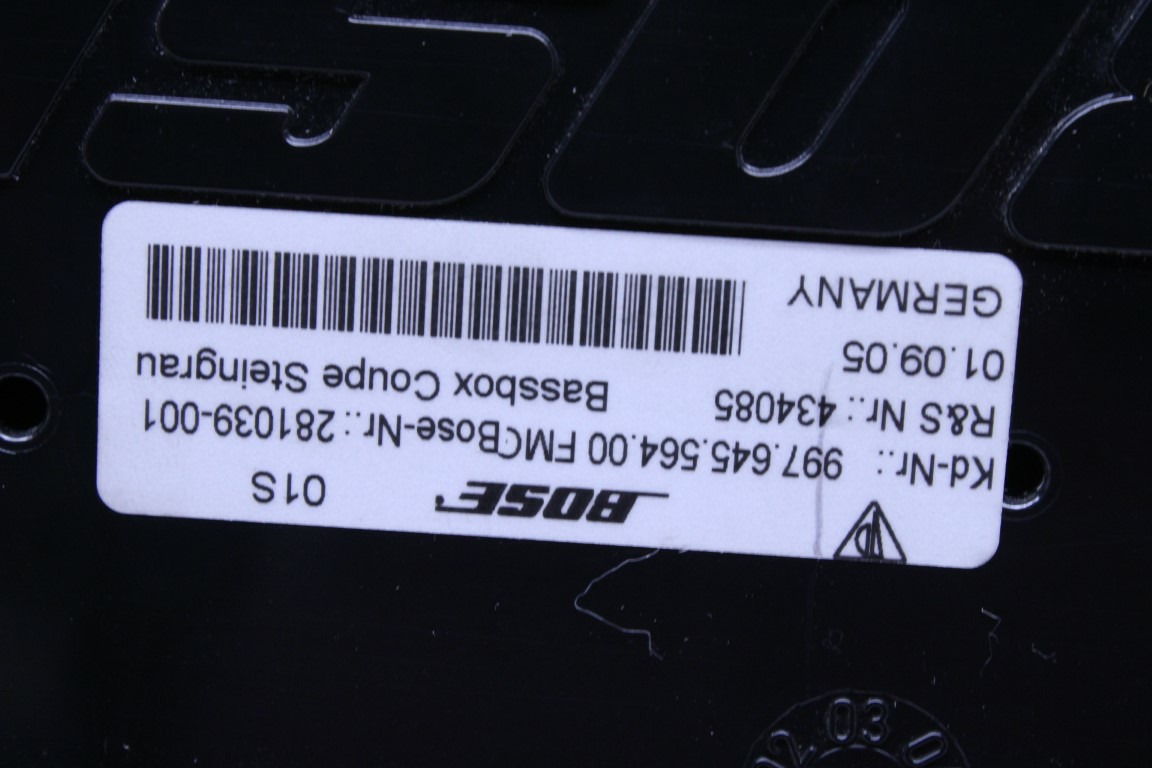 BOSE 01S
Kd-Nr.: 997.645.564.00 FMC Bose-Nr.: 281039-001
R&S Nr.: 434085 Bassbox Coupe Steingrau
01.09.05
GERMANY
03